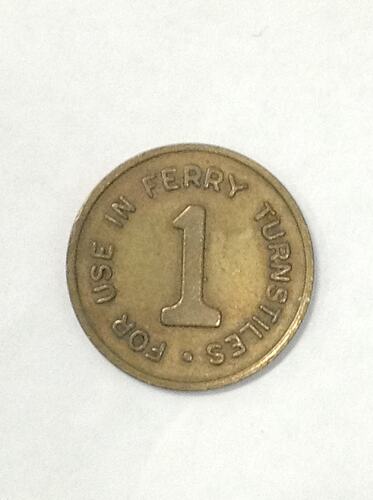 FOR USE IN FERRY TURNSTILES •
1